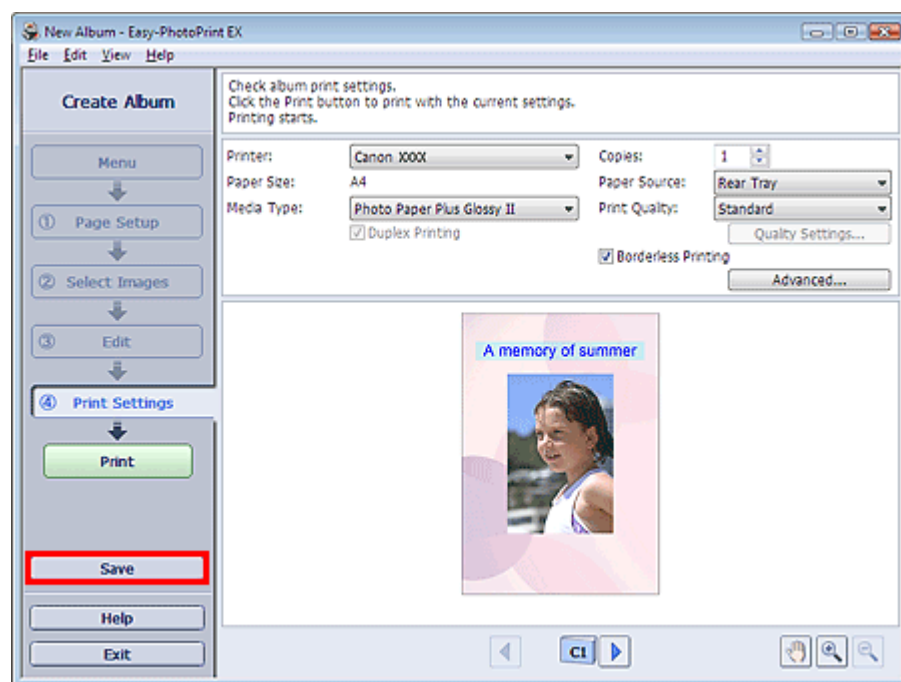 New Album - Easy-PhotoPrint EX
File Edit View Help
Create Album
Check album print settings.
Click the Print button to print with the current settings.
Printing starts.
Menu
① Page Setup
② Select Images
③ Edit
④ Print Settings
Print
Save
Help
Exit
Printer: Canon XXXX Copies: 1
Paper Size: A4 Paper Source: Rear Tray
Media Type: Photo Paper Plus Glossy II Print Quality: Standard
Duplex Printing Quality Settings...
Borderless Printing
Advanced...
A memory of summer
C1